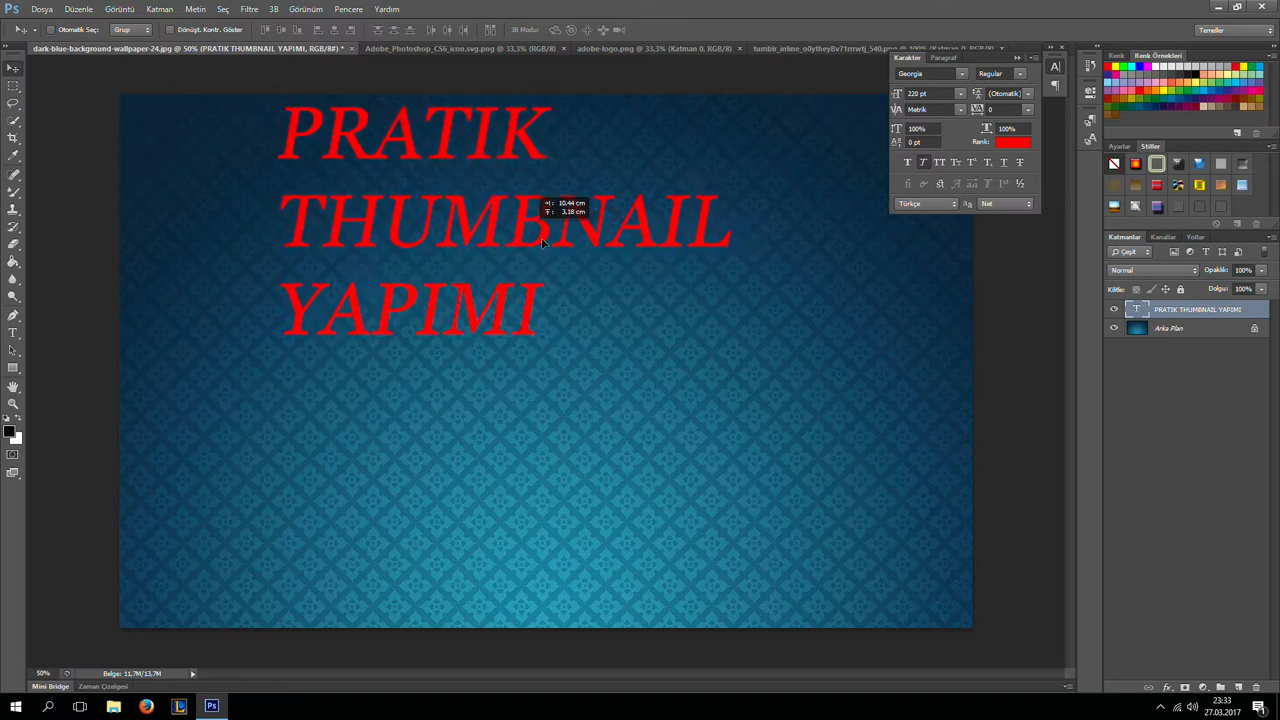 Ps Dosya Düzenle Görüntü Katman Metin Seç Filtre 3B Görünüm Pencere Yardım
Otomatik Seç: Grup Dönüşt. Kontr. Göster 3B Modu: Temeller
dark-blue-background-wallpaper-24.jpg @ 50% (PRATIK THUMBNAIL YAPIMI, RGB/8#) * × Adobe_Photoshop_CS6_icon.svg.png @ 33,3% (RGB/8) × adobe-logo.png @ 33,3% (Katman 0, RGB/8) ×
Karakter Paragraf
Georgia Regular
220 pt (Otomatik)
Metrik 0
100% 100%
0 pt Renk:
Türkçe aa Net
Renk Renk Örnekleri
Ayarlar Stiller
Katmanlar Kanallar Yollar
Çeşit
Normal Opaklık: 100%
Kilitle: Dolgu: 100%
T PRATIK THUMBNAIL YAPIMI
Arka Plan
PRATIK
THUMBNAIL
YAPIMI
H: 10,44 cm
3,18 cm
50% Belge: 11,7M/13,7M
Mini Bridge Zaman Çizelgesi
23:33
27.03.2017